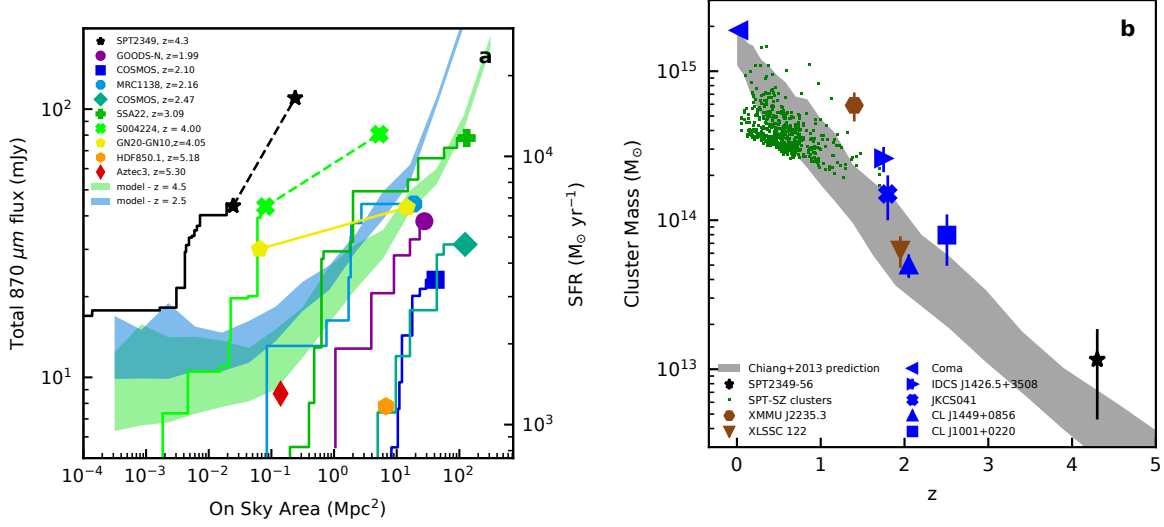 a
Total 870 μm flux (mJy)
10²
10¹
SPT2349, z=4.3
GOODS-N, z=1.99
COSMOS, z=2.10
MRC1138, z=2.16
COSMOS, z=2.47
SSA22, z=3.09
S004224, z = 4.00
GN20-GN10,z=4.05
HDF850.1, z=5.18
Aztec3, z=5.30
model - z = 4.5
model - z = 2.5
10⁴
10³
SFR (M☉ yr⁻¹)
10⁻⁴ 10⁻³ 10⁻² 10⁻¹ 10⁰ 10¹ 10²
On Sky Area (Mpc²)
b
Cluster Mass (M☉)
10¹⁵
10¹⁴
10¹³
Chiang+2013 prediction
SPT2349-56
SPT-SZ clusters
XMMU J2235.3
XLSSC 122
Coma
IDCS J1426.5+3508
JKCS041
CL J1449+0856
CL J1001+0220
0 1 2 3 4 5
z